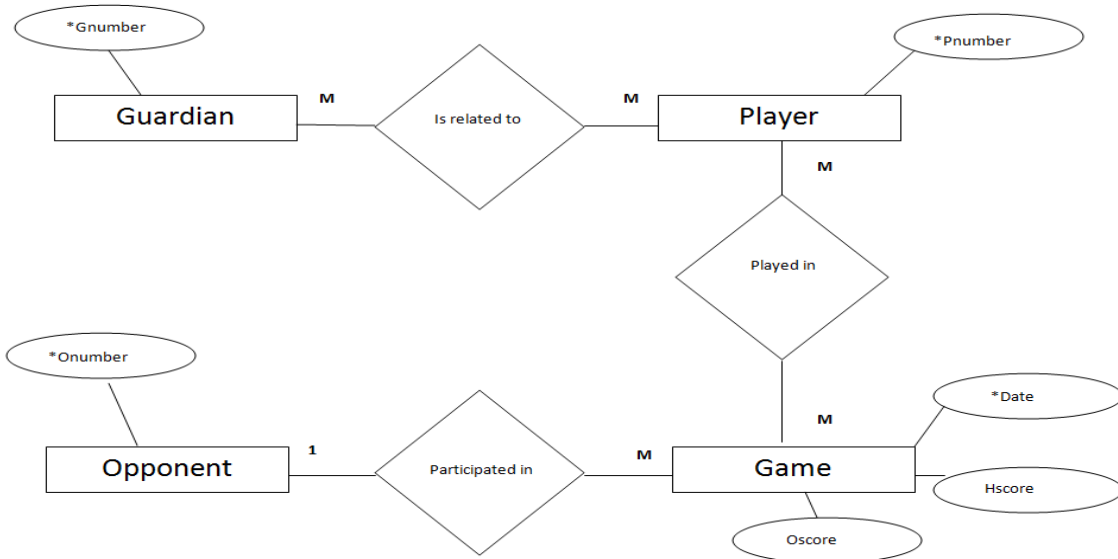 *Gnumber
*Pnumber
Guardian
M
Is related to
M
Player
M
Played in
*Onumber
*Date
M
Opponent
1
Participated in
M
Game
Hscore
Oscore